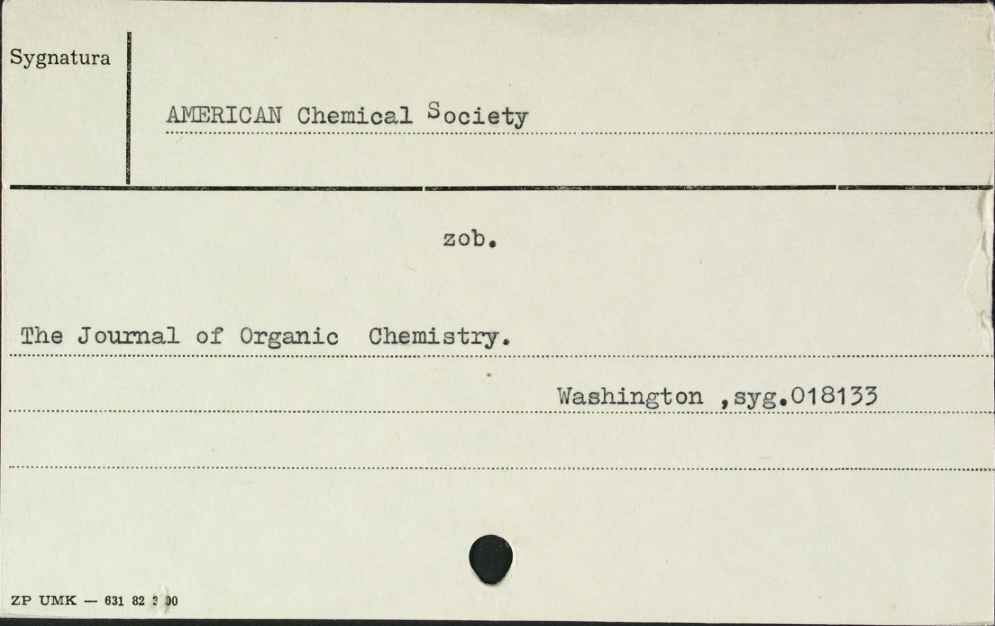 Sygnatura
AMERICAN Chemical Society
zob.
The Journal of Organic Chemistry.
Washington ,syg.018133
ZP UMK — 631 82